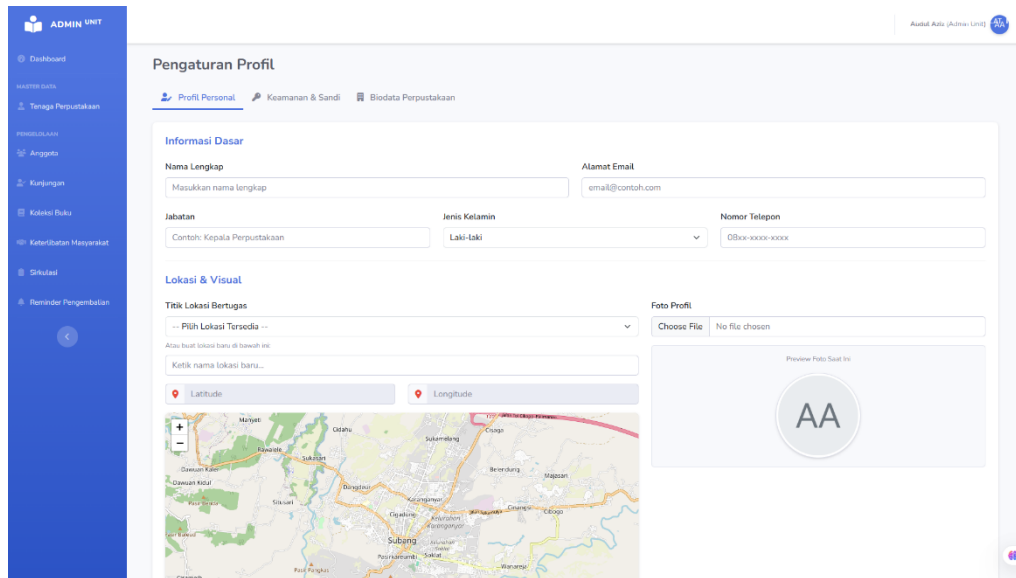 ADMIN UNIT
Audul Aziz (Admin Unit)
Dashboard
MASTER DATA
Tenaga Perpustakaan
PENGELOLAAN
Anggota
Kunjungan
Koleksi Buku
Keterlibatan Masyarakat
Sirkulasi
Reminder Pengembalian
Pengaturan Profil
Profil Personal
Keamanan & Sandi
Biodata Perpustakaan
Informasi Dasar
Nama Lengkap
Alamat Email
Masukkan nama lengkap
email@contoh.com
Jabatan
Jenis Kelamin
Nomor Telepon
Contoh: Kepala Perpustakaan
Laki-laki
08xx-xxxx-xxxx
Lokasi & Visual
Titik Lokasi Bertugas
Foto Profil
-- Pilih Lokasi Tersedia --
Choose File
No file chosen
Atau buat lokasi baru di bawah ini:
Ketik nama lokasi baru...
Preview Foto Saat Ini
Latitude
Longitude
AA
+
−
Manyeti
Cidahu
Cisaga
Sukamelang
Rawalele
Sukasari
Dawuan Kaler
Belendung
Majasari
Dawuan Kidul
Dangdeur
Karanganyar
Cinangsi
Cibogo
Cigadung
Kelurahan
Karanganyar
Subang
Pasirkareumbi
Soklat
Wanareja